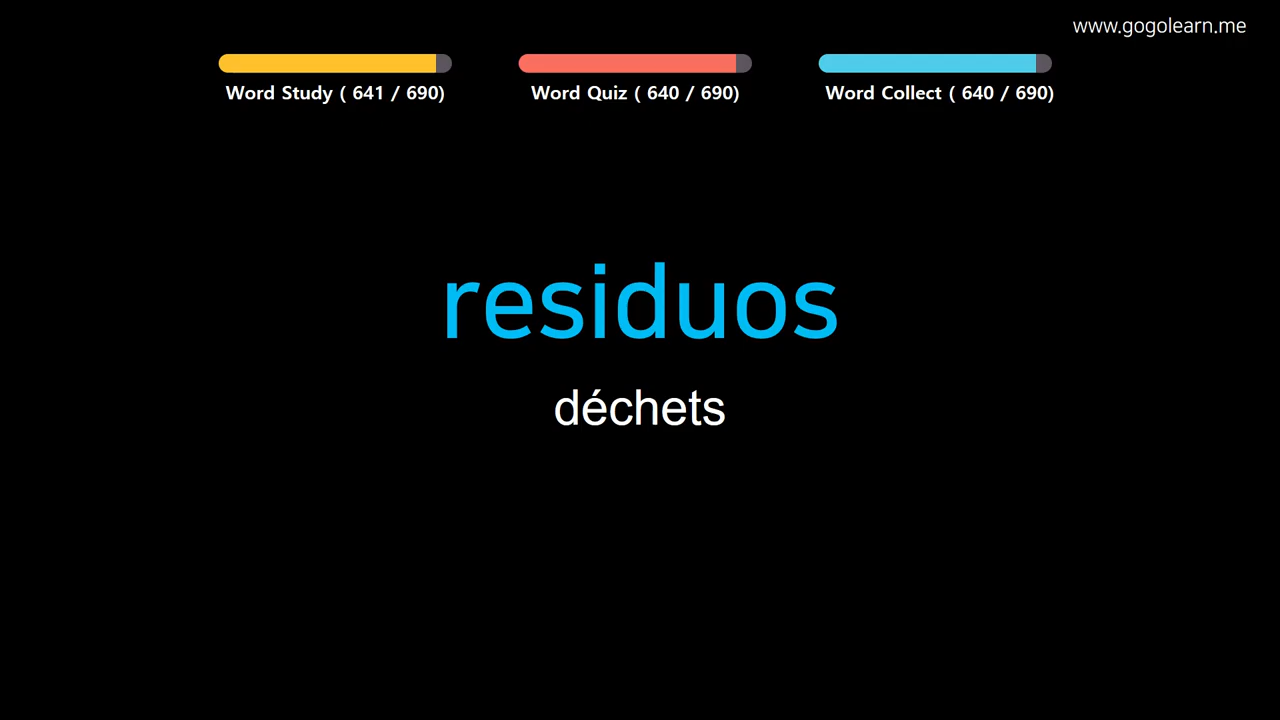 www.gogolearn.me
Word Study ( 641 / 690)
Word Quiz ( 640 / 690)
Word Collect ( 640 / 690)
residuos
déchets